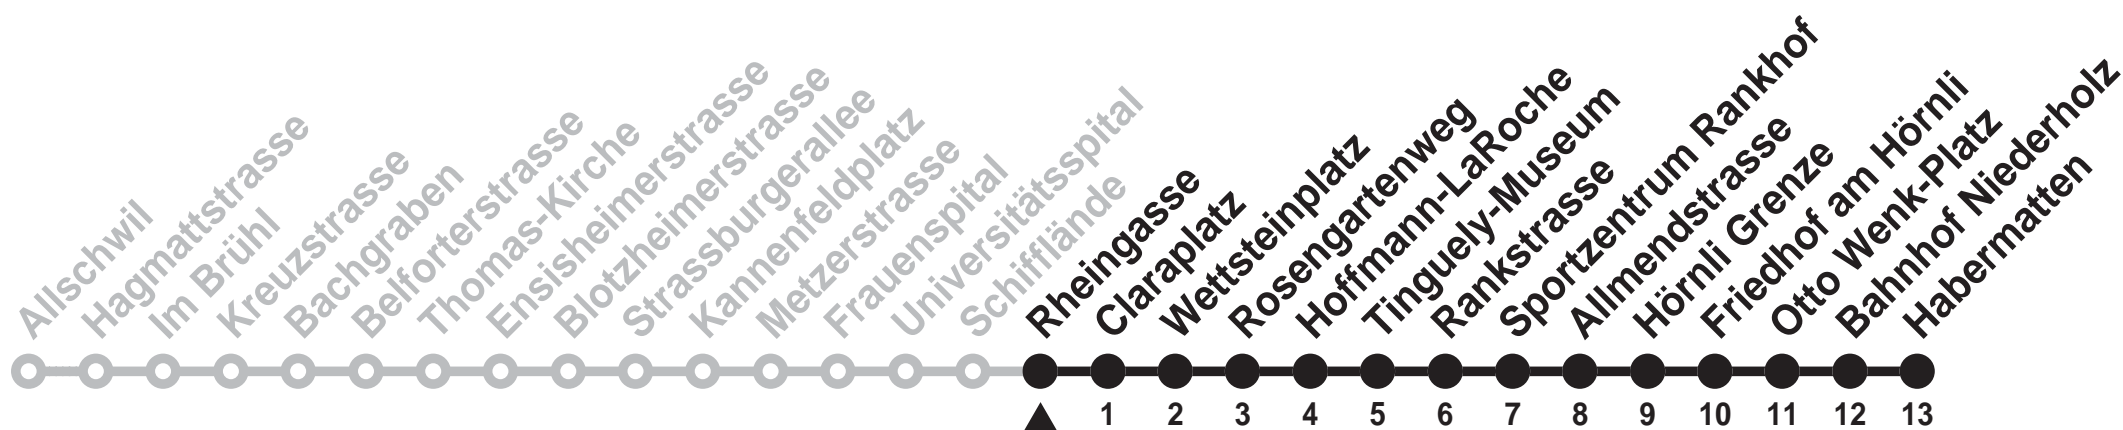 Allschwil
Hagmattstrasse
Im Brühl
Kreuzstrasse
Bachgraben
Belforterstrasse
Thomas-Kirche
Ensisheimerstrasse
Blotzheimerstrasse
Strassburgerallee
Kannenfeldplatz
Metzerstrasse
Frauenspital
Universitätsspital
Schifflände
Rheingasse
Claraplatz
Wettsteinplatz
Rosengartenweg
Hoffmann-LaRoche
Tinguely-Museum
Rankstrasse
Sportzentrum Rankhof
Allmendstrasse
Hörnli Grenze
Friedhof am Hörnli
Otto Wenk-Platz
Bahnhof Niederholz
Habermatten
1 2 3 4 5 6 7 8 9 10 11 12 13